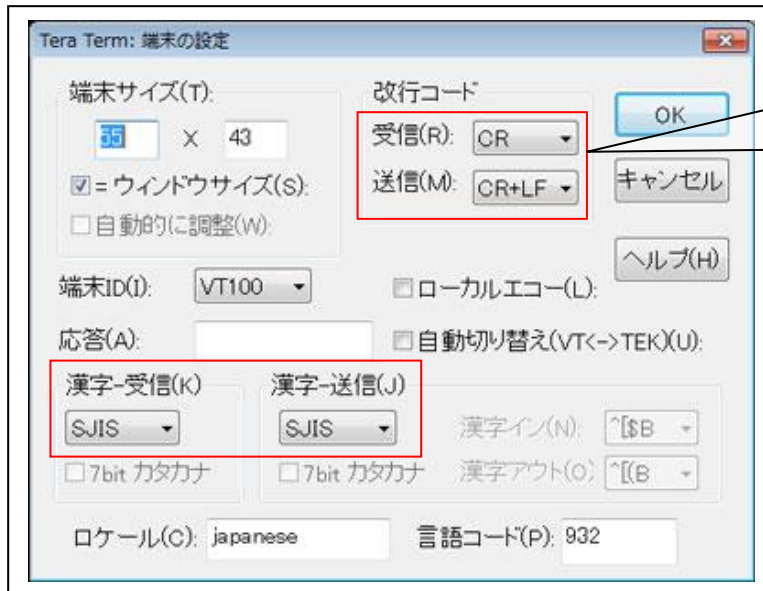 Tera Term: 端末の設定
端末サイズ(T):
55 X 43
= ウィンドウサイズ(S):
自動的に調整(W):
改行コード
受信(R): CR
送信(M): CR+LF
OK
キャンセル
ヘルプ(H)
端末ID(I): VT100
ローカルエコー(L):
応答(A):
自動切り替え(VT<->TEK)(U):
漢字-受信(K)
SJIS
7bit カタカナ
漢字-送信(J)
SJIS
7bit カタカナ
漢字イン(N): ^[$B
漢字アウト(O) ^[(B
ロケール(C): japanese
言語コード(P): 932